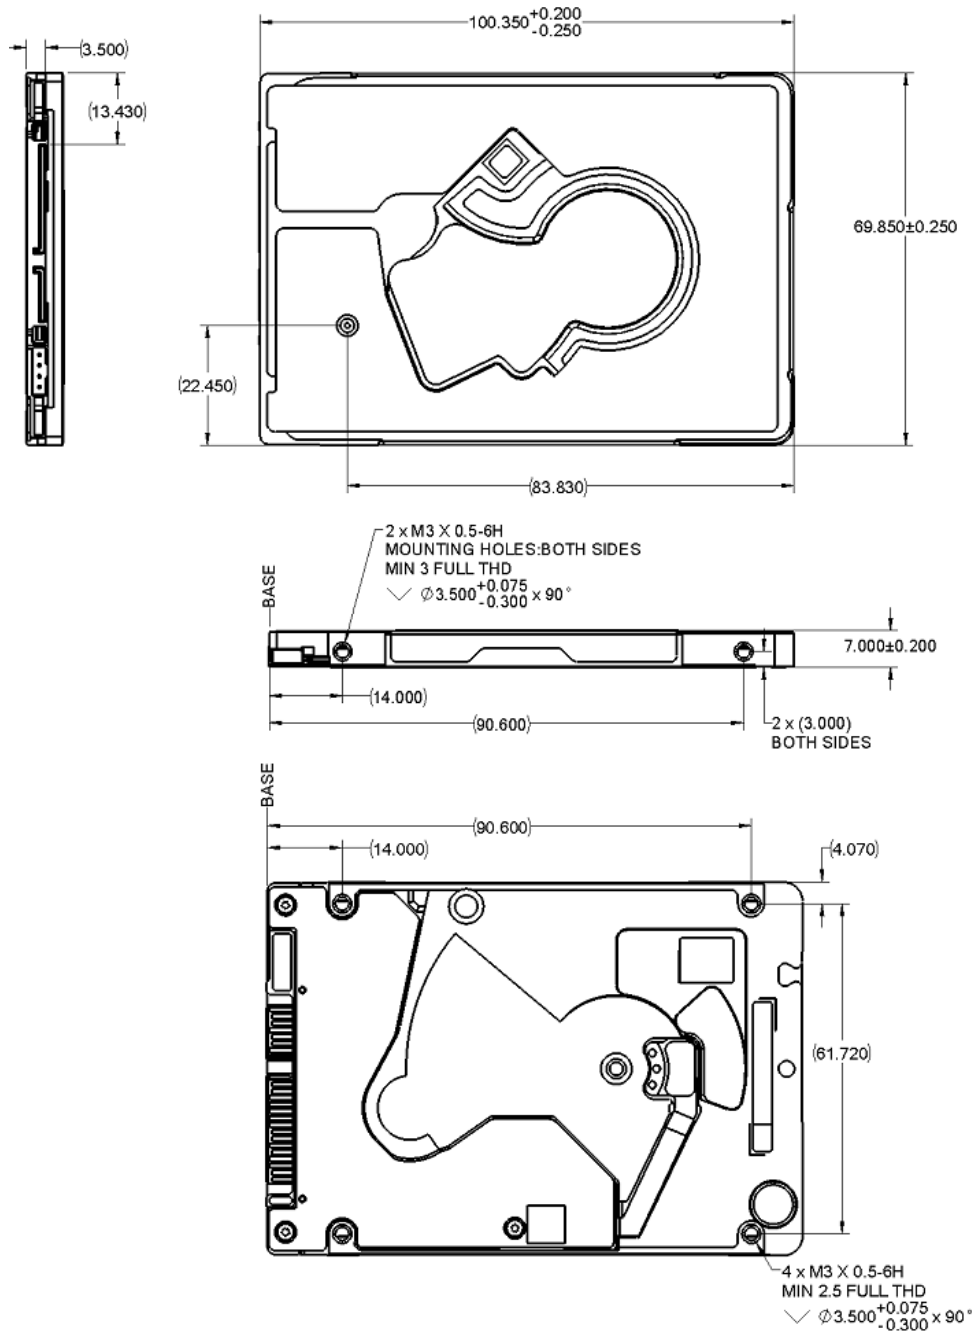 100.350 +0.200
-0.250
(3.500)
(13.430)
69.850±0.250
(22.450)
(83.830)
2 x M3 X 0.5-6H
MOUNTING HOLES:BOTH SIDES
MIN 3 FULL THD
⌵ ∅3.500 +0.075
-0.300 x 90°
BASE
7.000±0.200
(14.000)
(90.600)
2 x (3.000)
BOTH SIDES
BASE
(90.600)
(14.000)
(4.070)
(61.720)
4 x M3 X 0.5-6H
MIN 2.5 FULL THD
⌵ ∅3.500 +0.075
-0.300 x 90°